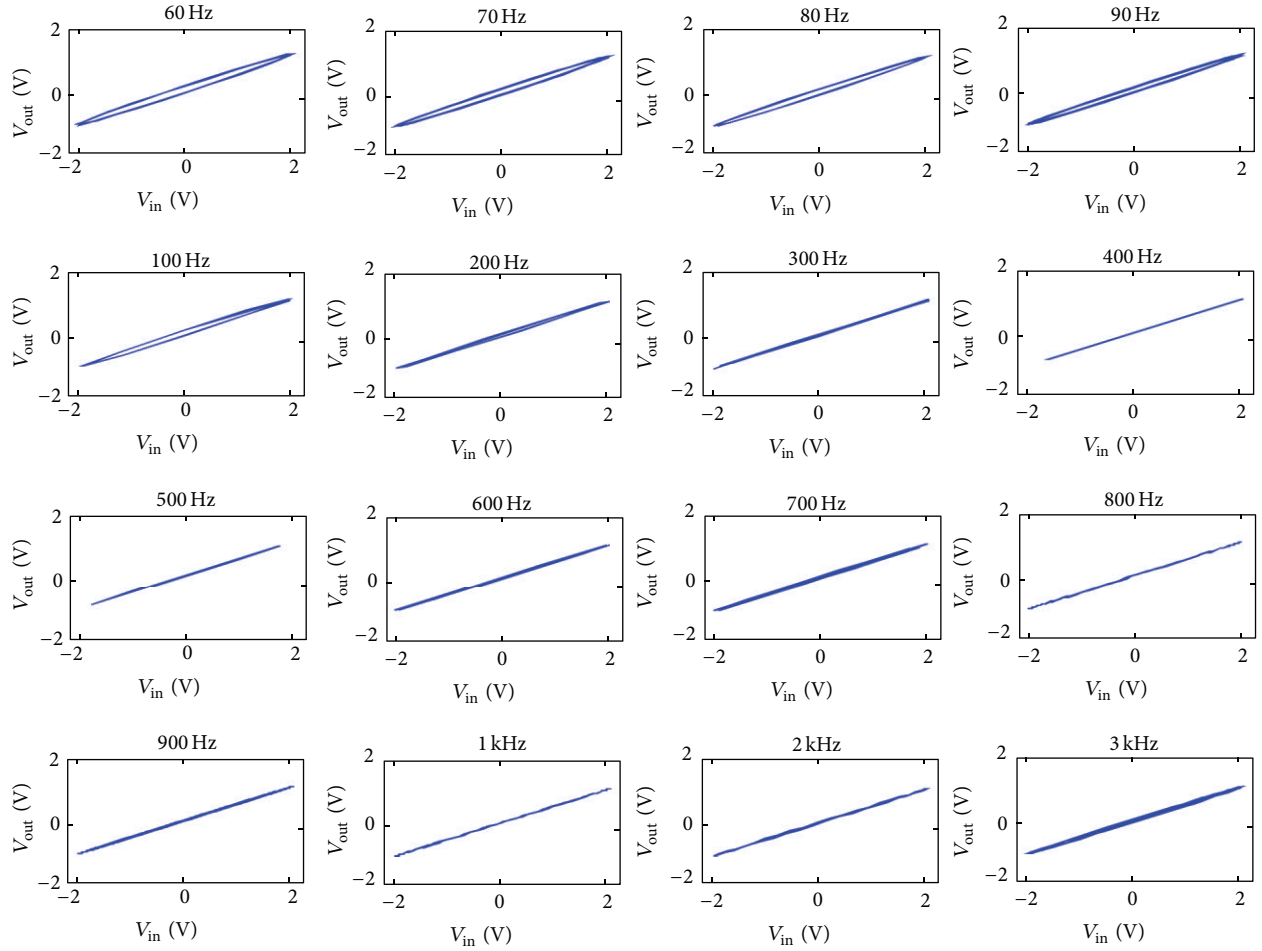 60 Hz
2
0
−2
−2 0 2
V_out (V)
V_in (V)
70 Hz
2
0
−2
−2 0 2
V_out (V)
V_in (V)
80 Hz
2
0
−2
−2 0 2
V_out (V)
V_in (V)
90 Hz
2
0
−2
−2 0 2
V_out (V)
V_in (V)
100 Hz
2
0
−2
−2 0 2
V_out (V)
V_in (V)
200 Hz
2
0
−2
−2 0 2
V_out (V)
V_in (V)
300 Hz
2
0
−2
−2 0 2
V_out (V)
V_in (V)
400 Hz
2
0
−2
−2 0 2
V_out (V)
V_in (V)
500 Hz
2
0
−2
−2 0 2
V_out (V)
V_in (V)
600 Hz
2
0
−2
−2 0 2
V_out (V)
V_in (V)
700 Hz
2
0
−2
−2 0 2
V_out (V)
V_in (V)
800 Hz
2
0
−2
−2 0 2
V_out (V)
V_in (V)
900 Hz
2
0
−2
−2 0 2
V_out (V)
V_in (V)
1 kHz
2
0
−2
−2 0 2
V_out (V)
V_in (V)
2 kHz
2
0
−2
−2 0 2
V_out (V)
V_in (V)
3 kHz
2
0
−2
−2 0 2
V_out (V)
V_in (V)